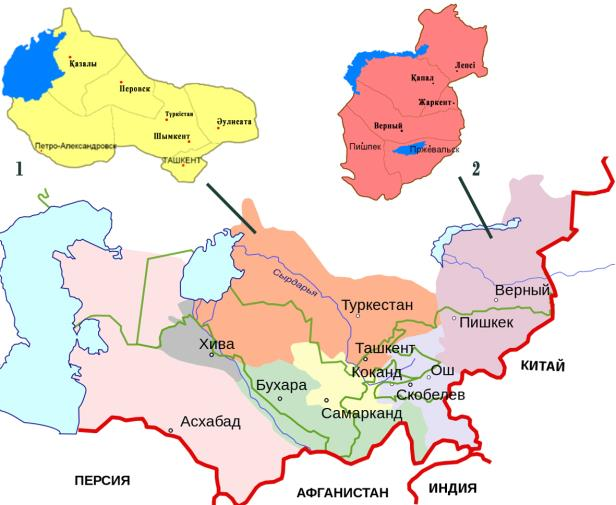 Қазалы
Перовск
Түркістан
Әулиеата
Шымкент
Петро-Александровск
ТАШКЕНТ
1
Лепсі
Қапал
Жаркент
Верный
Пишпек
Пржевальск
2
Сырдарья
Туркестан
Верный
Пишкек
Ташкент
Хива
Коканд
Ош
Бухара
Скобелев
Самарканд
Асхабад
КИТАЙ
ПЕРСИЯ
АФГАНИСТАН
ИНДИЯ